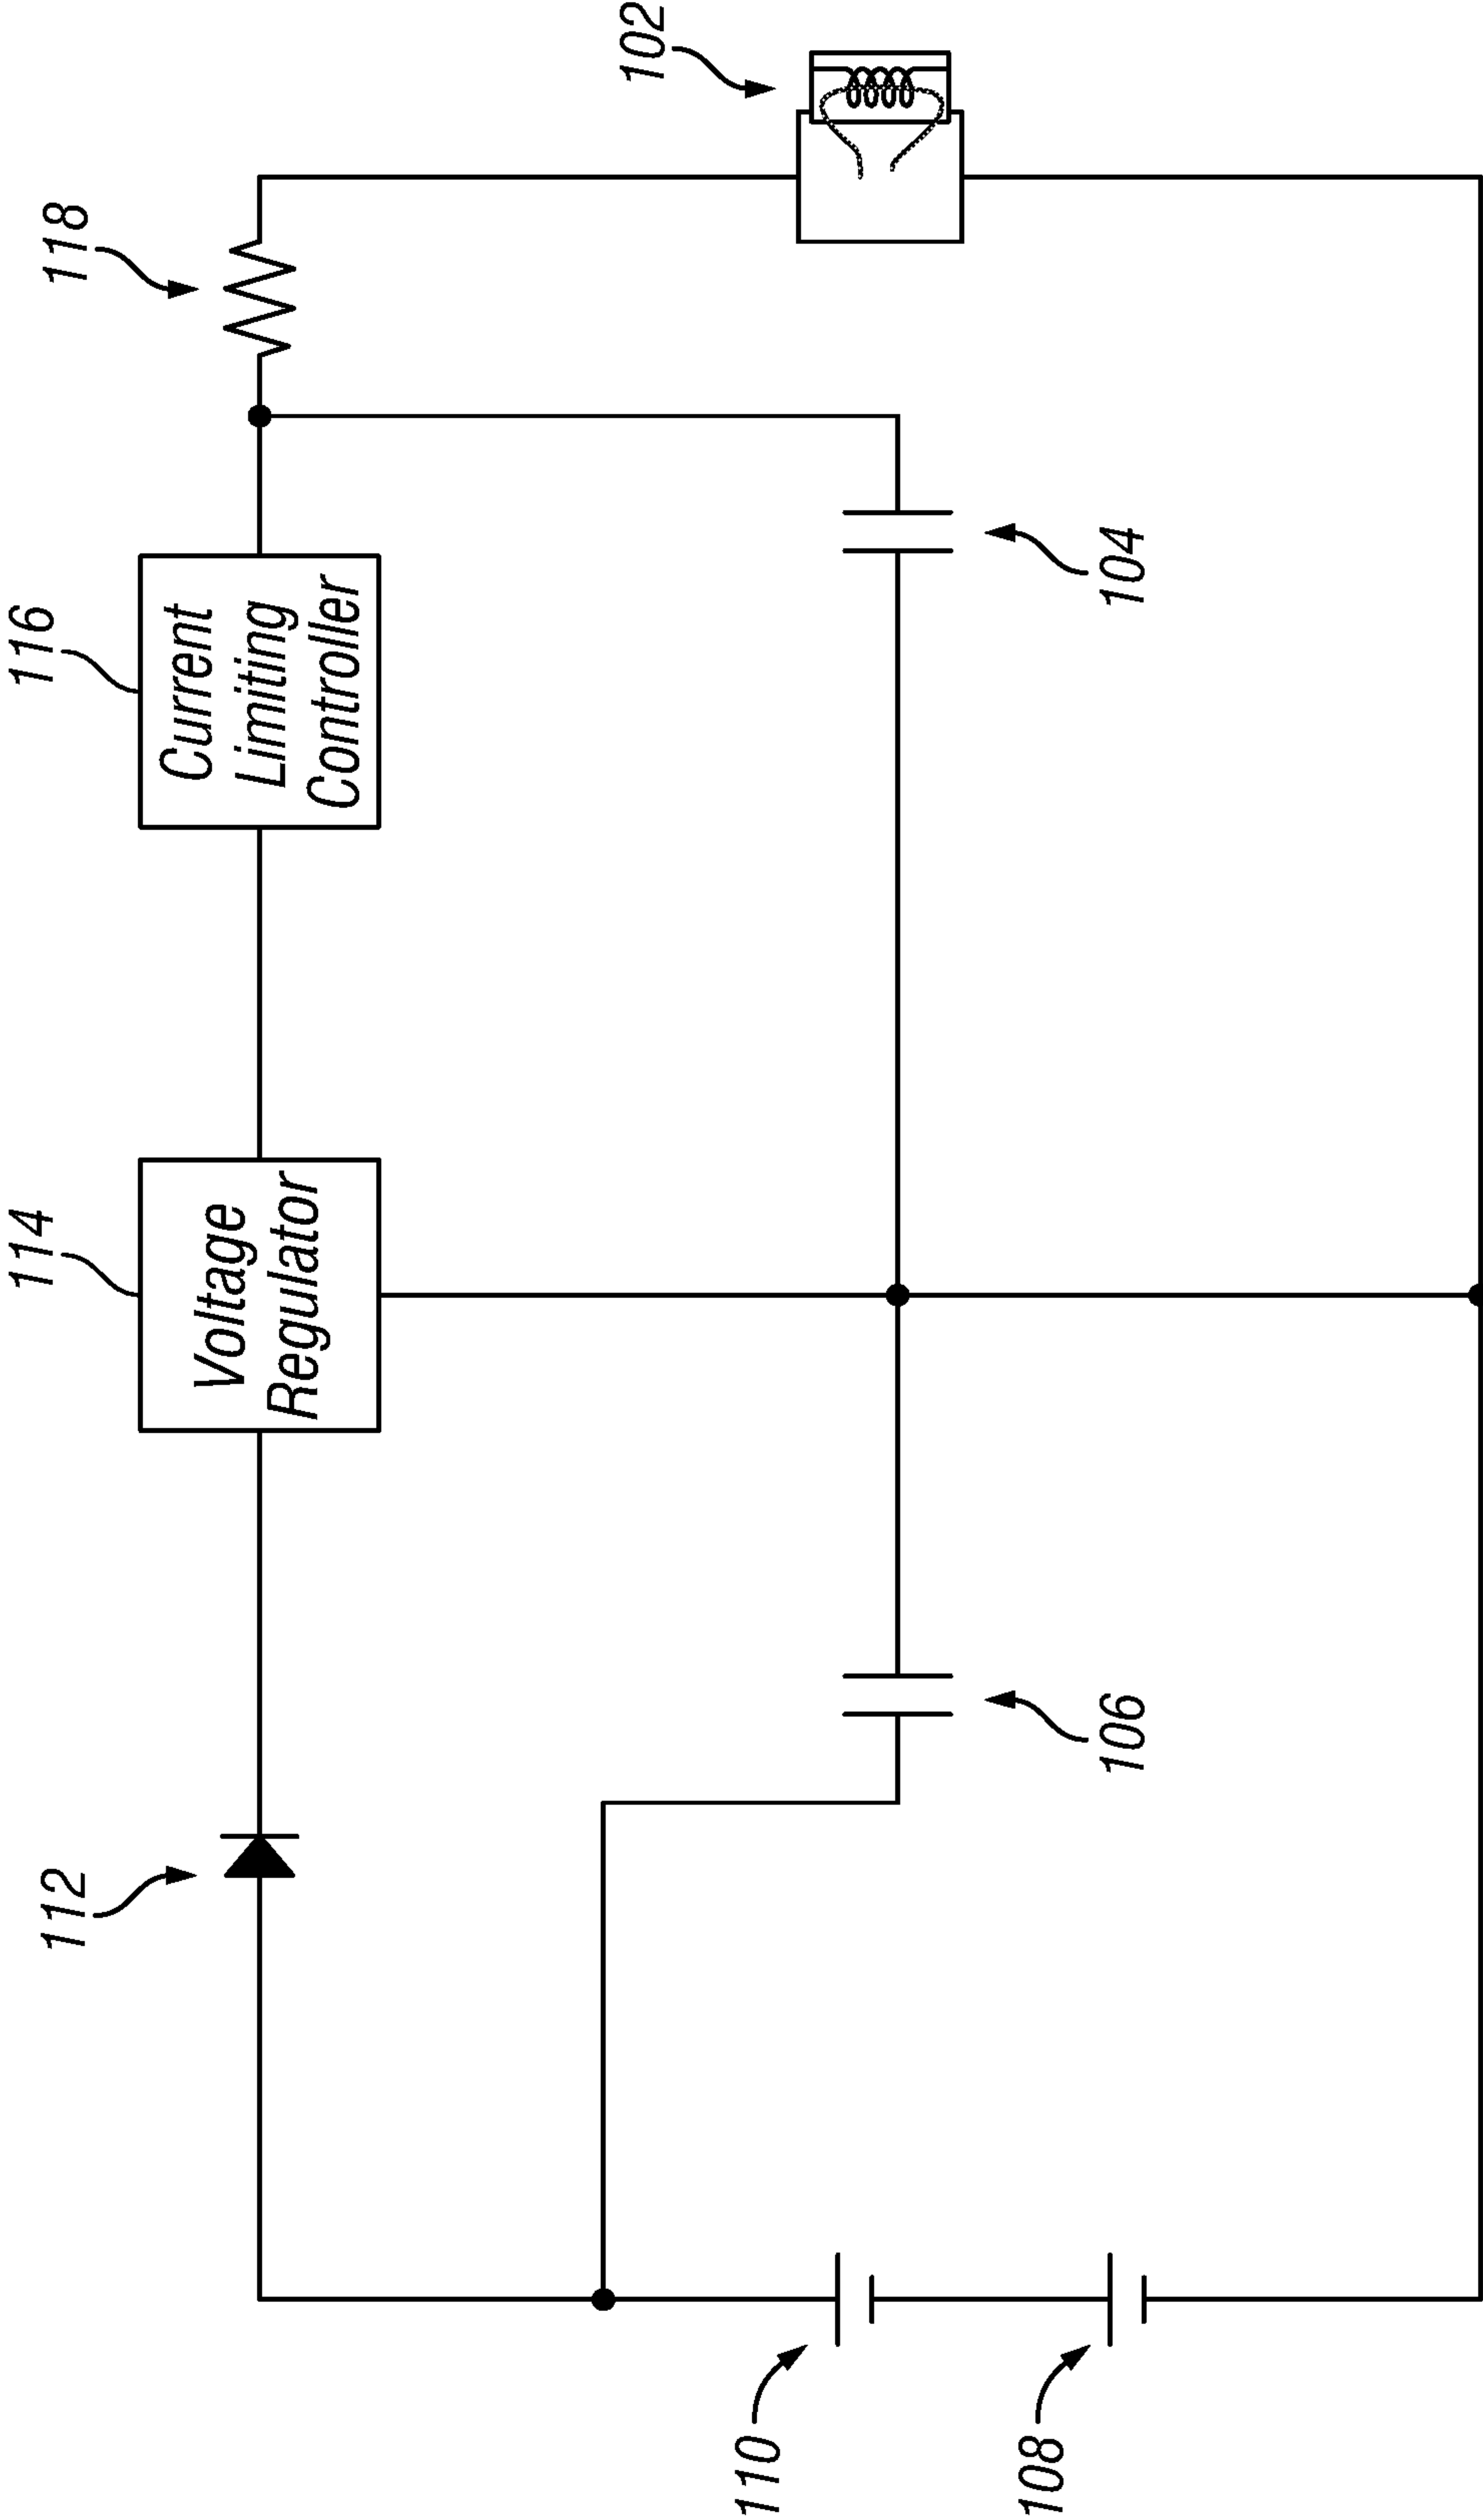 112
114
Voltage
Regulator
116
Current
Limiting
Controller
118
102
110
108
106
104